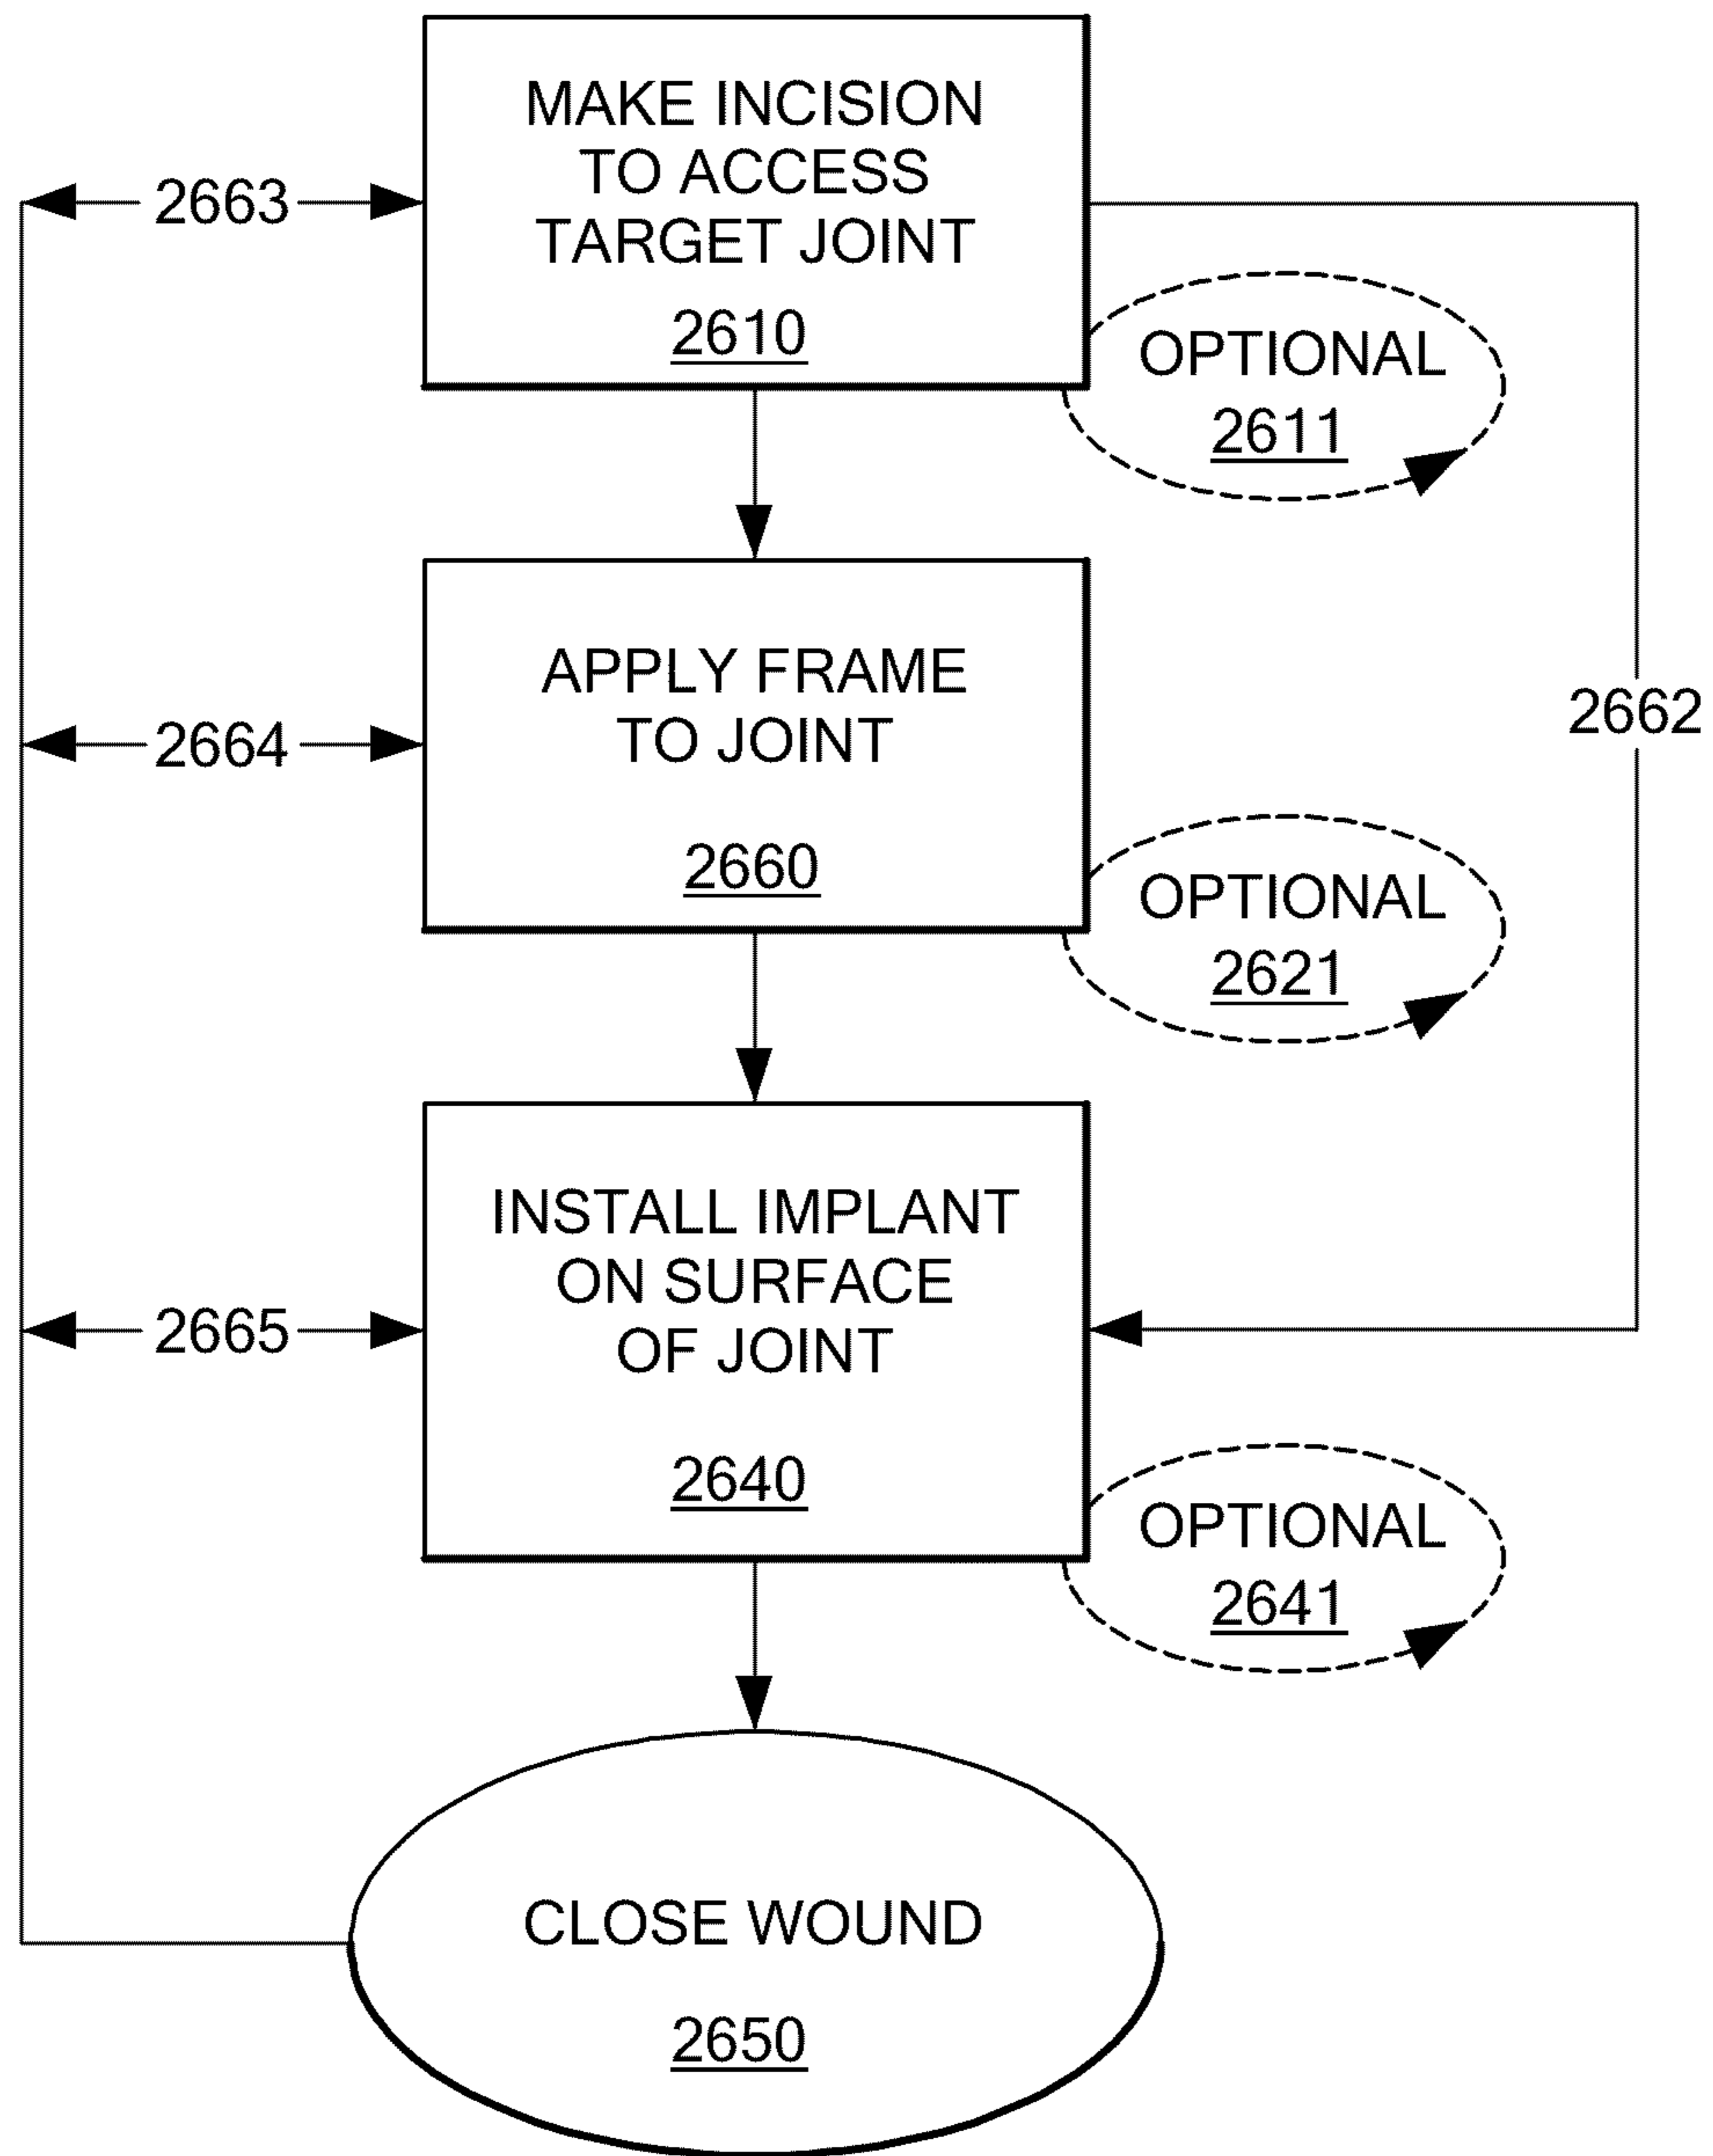 MAKE INCISION
TO ACCESS
TARGET JOINT
2610
2663
OPTIONAL
2611
2662
APPLY FRAME
TO JOINT
2660
2664
OPTIONAL
2621
INSTALL IMPLANT
ON SURFACE
OF JOINT
2640
2665
OPTIONAL
2641
CLOSE WOUND
2650